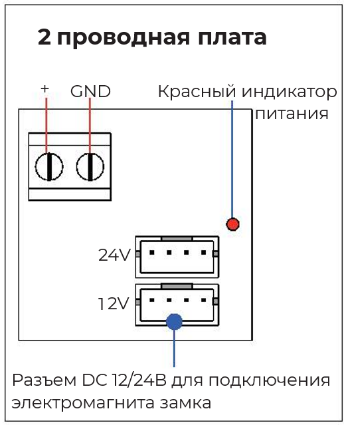 2 проводная плата
+ GND
Красный индикатор
питания
24V
12V
Разъем DC 12/24В для подключения
электромагнита замка